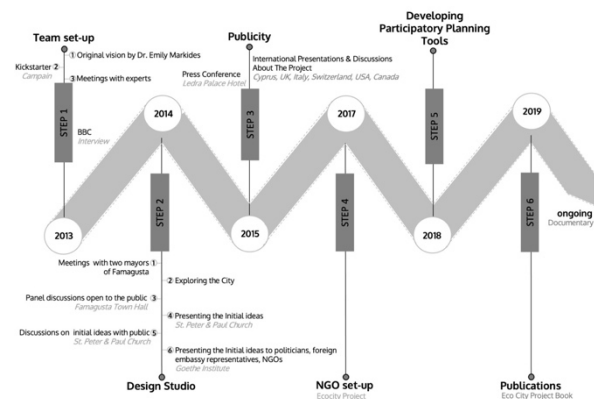 Team set-up
① Original vision by Dr. Emily Markides
Kickstarter ②
Campain
③ Meetings with experts
STEP 1
BBC
Interview
2013
2014
STEP 2
Meetings with two mayors ①
of Famagusta
② Exploring the City
Panel discussions open to the public ③
Famagusta Town Hall
④ Presenting the Initial ideas
St. Peter & Paul Church
Discussions on initial ideas with public ⑤
St. Peter & Paul Church
⑥ Presenting the Initial ideas to politicians, foreign
embassy representatives, NGOs
Goethe Institute
Design Studio
Publicity
Press Conference
Ledra Palace Hotel
International Presentations & Discussions
About The Project
Cyprus, UK, Italy, Switzerland, USA, Canada
STEP 3
2015
2017
STEP 4
NGO set-up
Ecocity Project
Developing
Participatory Planning
Tools
STEP 5
2018
2019
STEP 6
Publications
Eco City Project Book
ongoing
Documentary